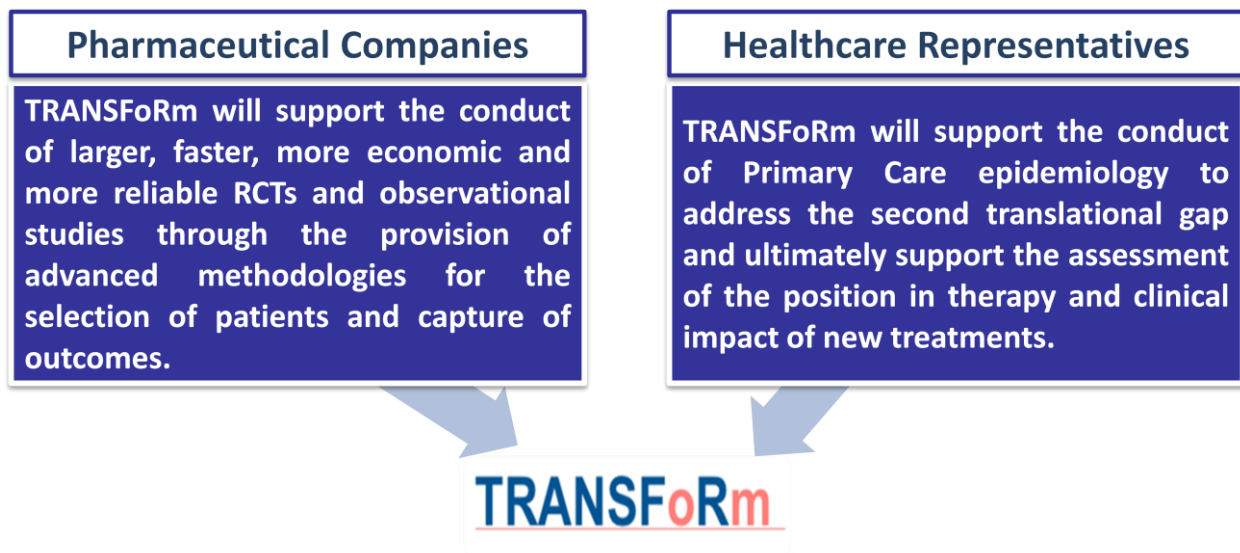 Pharmaceutical Companies
TRANSFoRm will support the conduct
of larger, faster, more economic and
more reliable RCTs and observational
studies through the provision of
advanced methodologies for the
selection of patients and capture of
outcomes.
Healthcare Representatives
TRANSFoRm will support the conduct
of Primary Care epidemiology to
address the second translational gap
and ultimately support the assessment
of the position in therapy and clinical
impact of new treatments.
TRANSFoRm